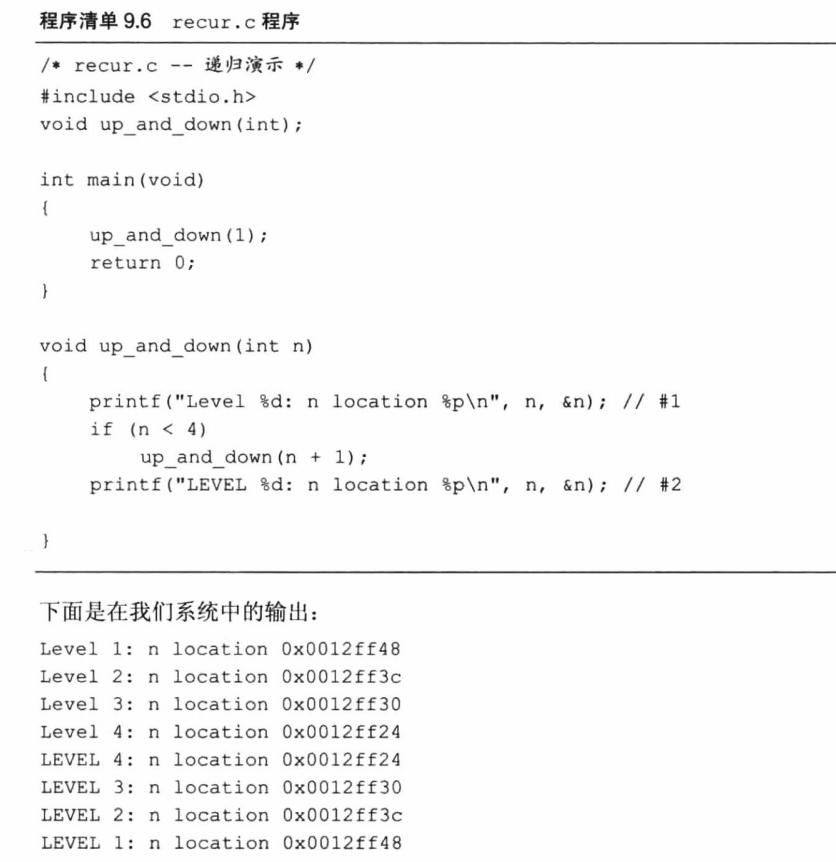 程序清单 9.6 recur.c 程序
/* recur.c -- 递归演示 */
#include <stdio.h>
void up_and_down(int);
int main(void)
{
up_and_down(1);
return 0;
}
void up_and_down(int n)
{
printf("Level %d: n location %p\n", n, &n); // #1
if (n < 4)
up_and_down(n + 1);
printf("LEVEL %d: n location %p\n", n, &n); // #2
}
下面是在我们系统中的输出：
Level 1: n location 0x0012ff48
Level 2: n location 0x0012ff3c
Level 3: n location 0x0012ff30
Level 4: n location 0x0012ff24
LEVEL 4: n location 0x0012ff24
LEVEL 3: n location 0x0012ff30
LEVEL 2: n location 0x0012ff3c
LEVEL 1: n location 0x0012ff48